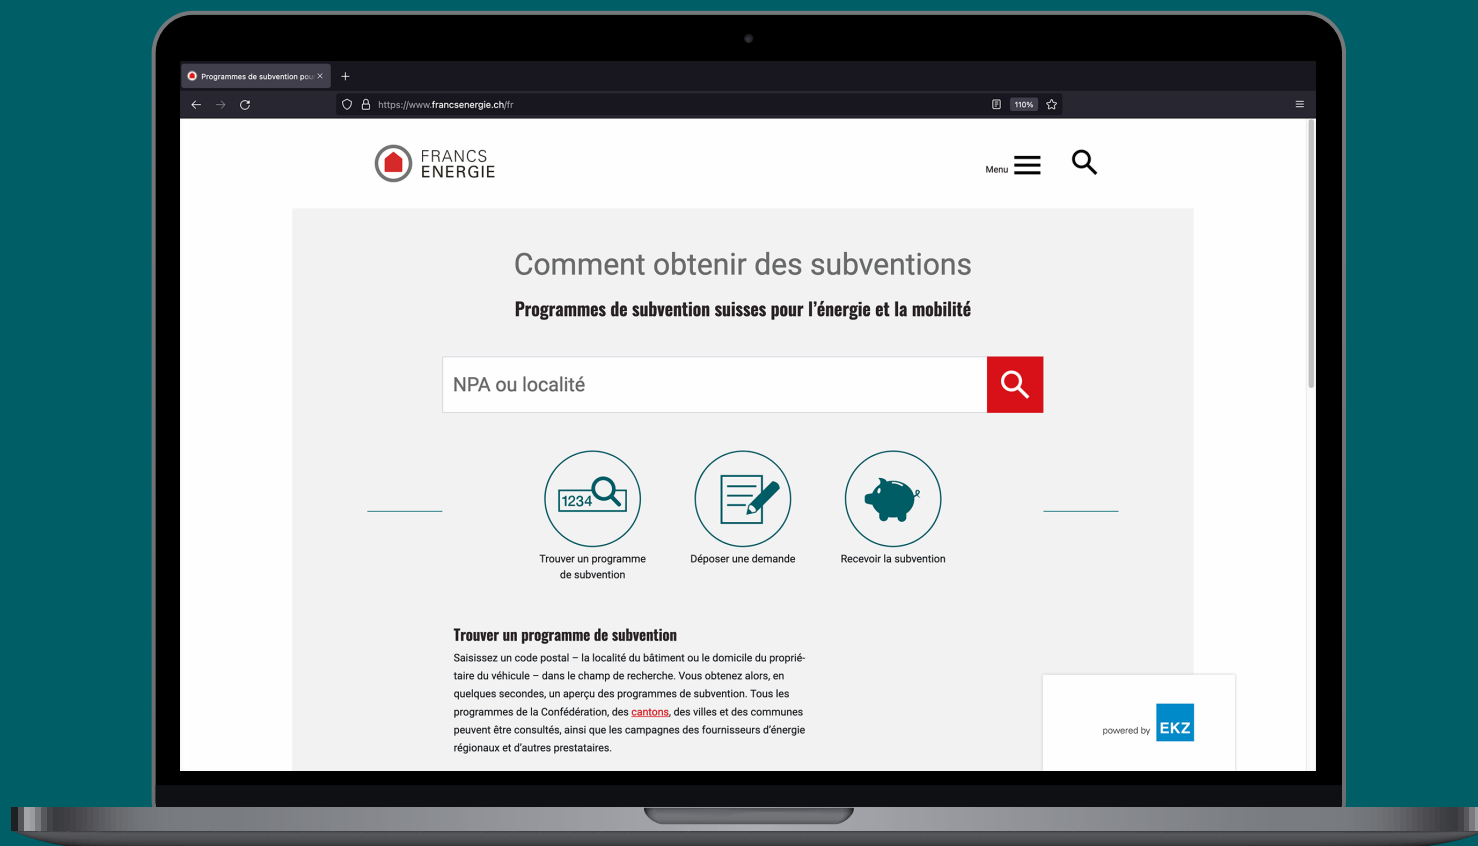 Programmes de subvention pou
https://www.francsenergie.ch/fr
110%
FRANCS
ENERGIE
Menu
Comment obtenir des subventions
Programmes de subvention suisses pour l’énergie et la mobilité
NPA ou localité
1234
Trouver un programme
de subvention
Déposer une demande
Recevoir la subvention
Trouver un programme de subvention
Saisissez un code postal – la localité du bâtiment ou le domicile du proprié-
taire du véhicule – dans le champ de recherche. Vous obtenez alors, en
quelques secondes, un aperçu des programmes de subvention. Tous les
programmes de la Confédération, des cantons, des villes et des communes
peuvent être consultés, ainsi que les campagnes des fournisseurs d’énergie
régionaux et d’autres prestataires.
powered by EKZ